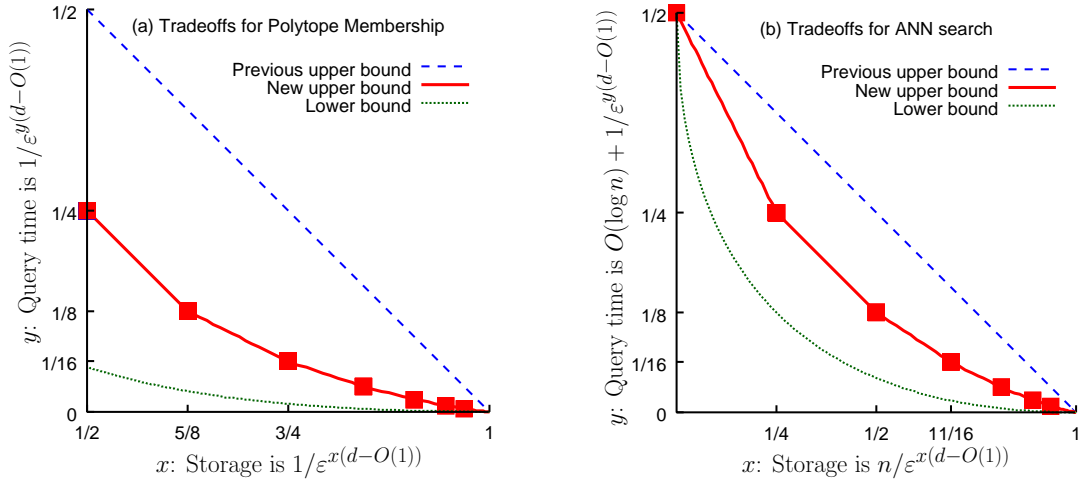 (a) Tradeoffs for Polytope Membership
Previous upper bound
New upper bound
Lower bound
1/2
1/4
1/8
1/16
0
1/2
5/8
3/4
1
y: Query time is 1/ε^{y(d−O(1))}
x: Storage is 1/ε^{x(d−O(1))}
(b) Tradeoffs for ANN search
Previous upper bound
New upper bound
Lower bound
1/2
1/4
1/8
1/16
0
1/4
1/2
11/16
1
y: Query time is O(log n) + 1/ε^{y(d−O(1))}
x: Storage is n/ε^{x(d−O(1))}